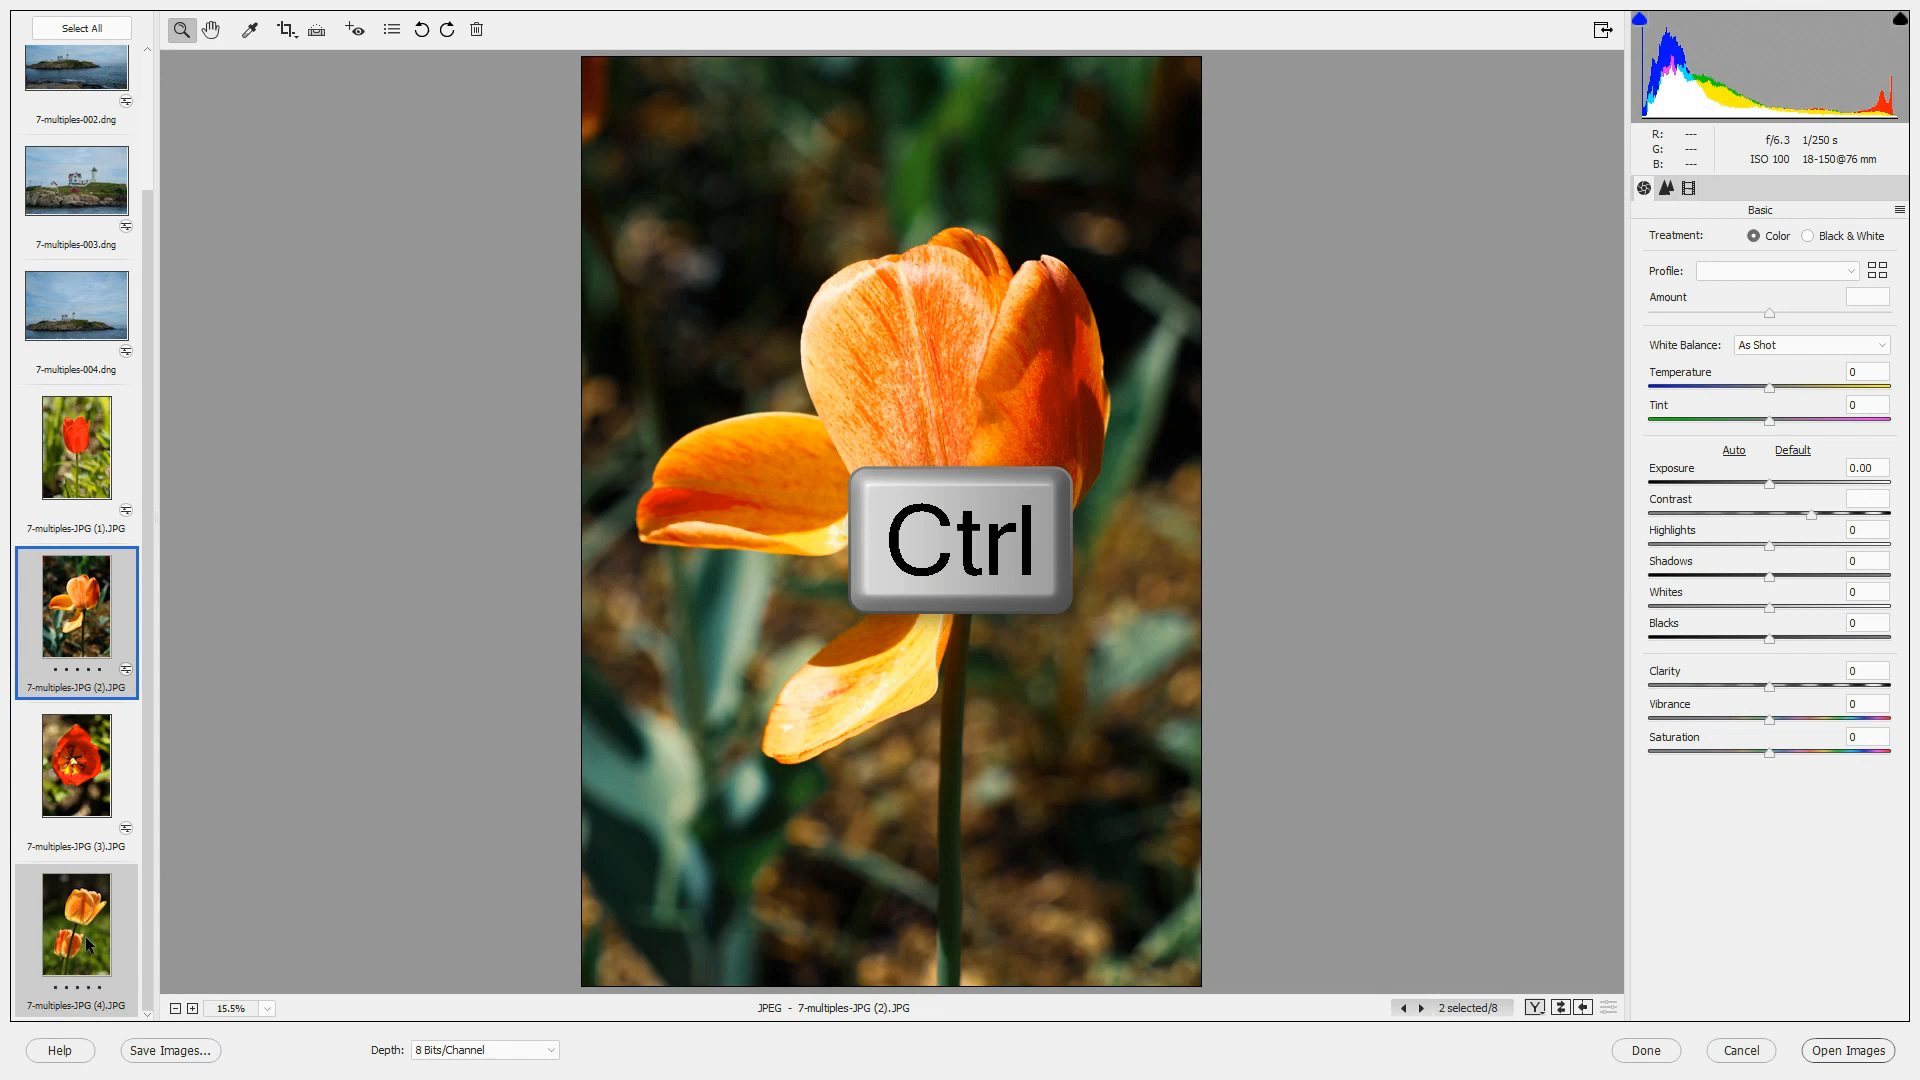 Select All
7-multiples-002.dng
7-multiples-003.dng
7-multiples-004.dng
7-multiples-JPG (1).JPG
7-multiples-JPG (2).JPG
7-multiples-JPG (3).JPG
7-multiples-JPG (4).JPG
Ctrl
15.5%
JPEG - 7-multiples-JPG (2).JPG
2 selected/8
Y
R: ---
G: ---
B: ---
f/6.3 1/250 s
ISO 100 18-150@76 mm
Basic
Treatment: Color Black & White
Profile:
Amount
White Balance: As Shot
Temperature 0
Tint 0
Auto Default
Exposure 0.00
Contrast
Highlights 0
Shadows 0
Whites 0
Blacks 0
Clarity 0
Vibrance 0
Saturation 0
Help Save Images... Depth: 8 Bits/Channel Done Cancel Open Images